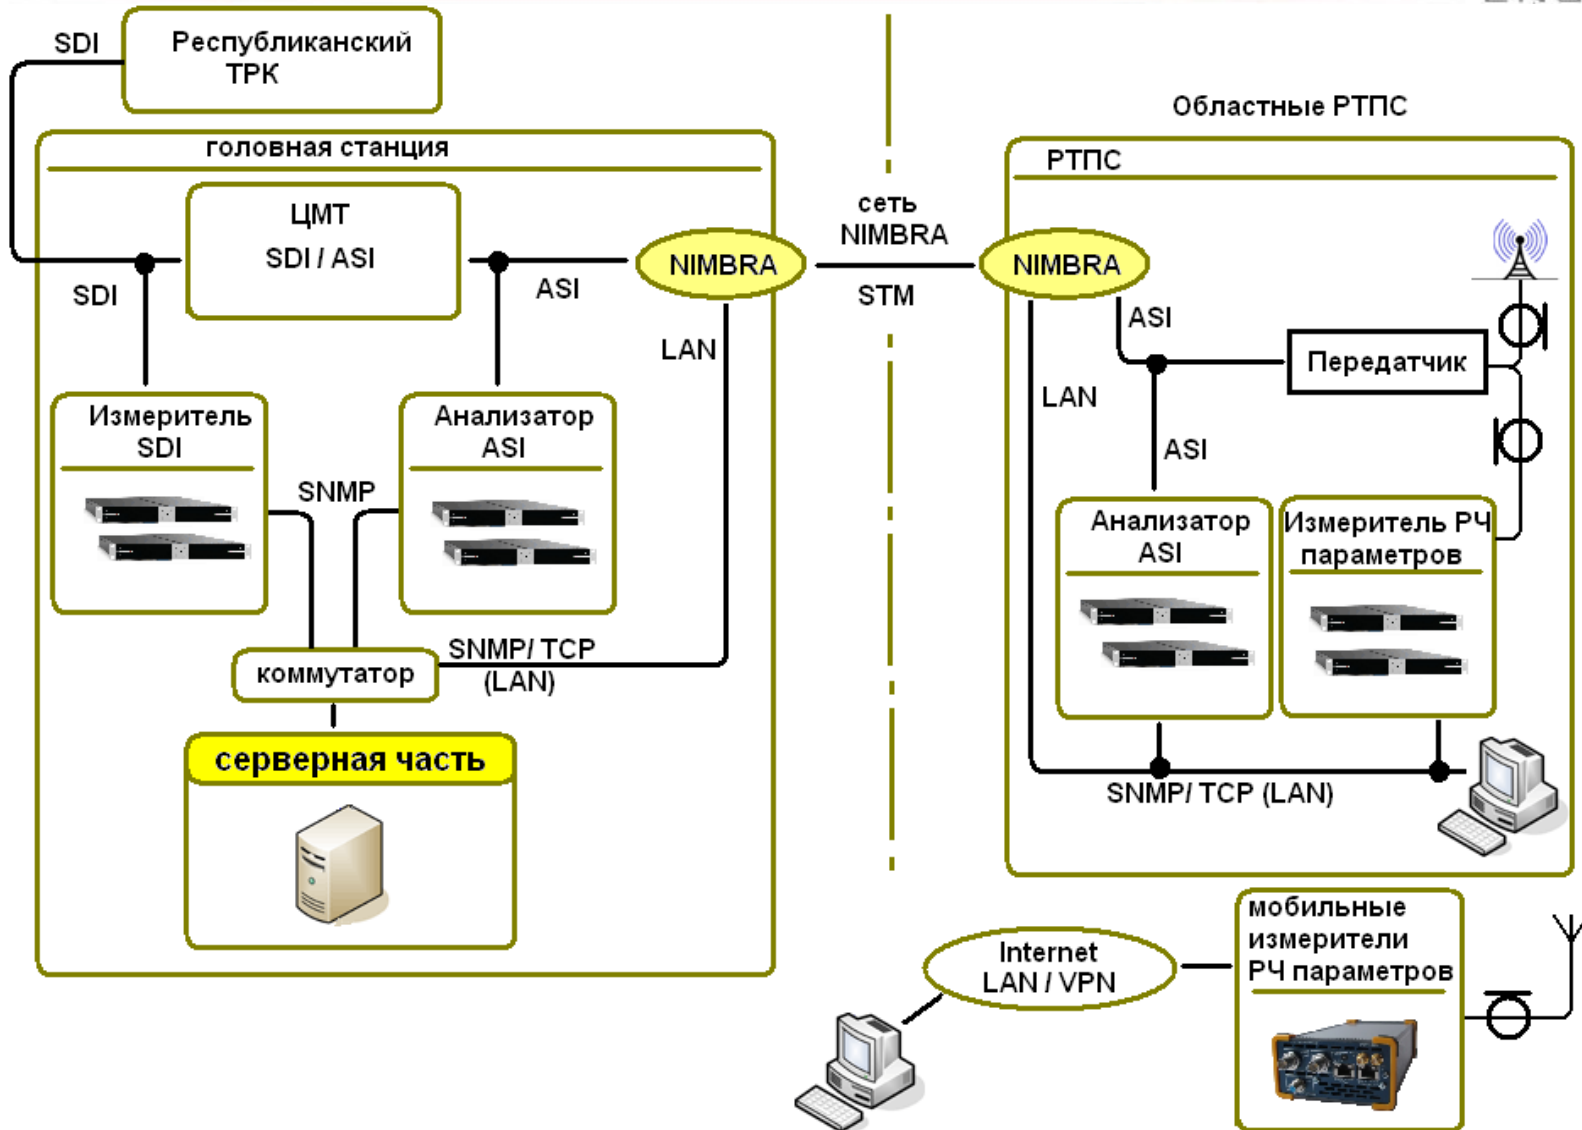 SDI
Республиканский
ТРК
Областные РТПС
головная станция
РТПС
ЦМТ
SDI / ASI
сеть
NIMBRA
NIMBRA
NIMBRA
SDI
ASI
STM
ASI
LAN
Передатчик
LAN
Измеритель
SDI
Анализатор
ASI
ASI
SNMP
Анализатор
ASI
Измеритель РЧ
параметров
SNMP/ TCP
(LAN)
коммутатор
серверная часть
SNMP/ TCP (LAN)
мобильные
измерители
РЧ параметров
Internet
LAN / VPN